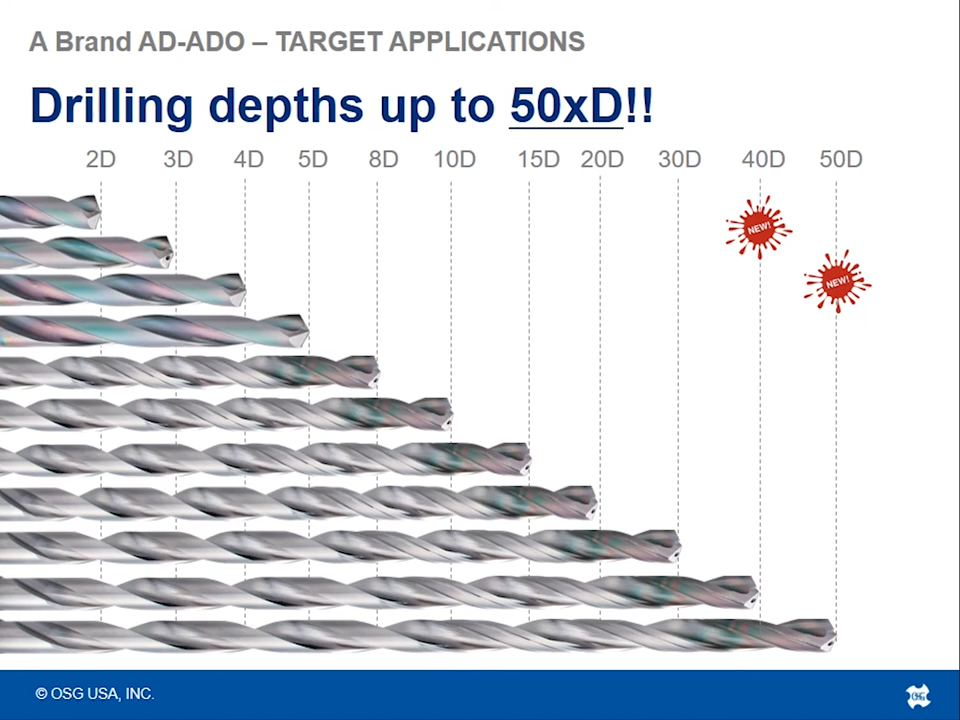 A Brand AD-ADO – TARGET APPLICATIONS
Drilling depths up to 50xD!!
2D 3D 4D 5D 8D 10D 15D 20D 30D 40D 50D
NEW!
NEW!
© OSG USA, INC.
OSG